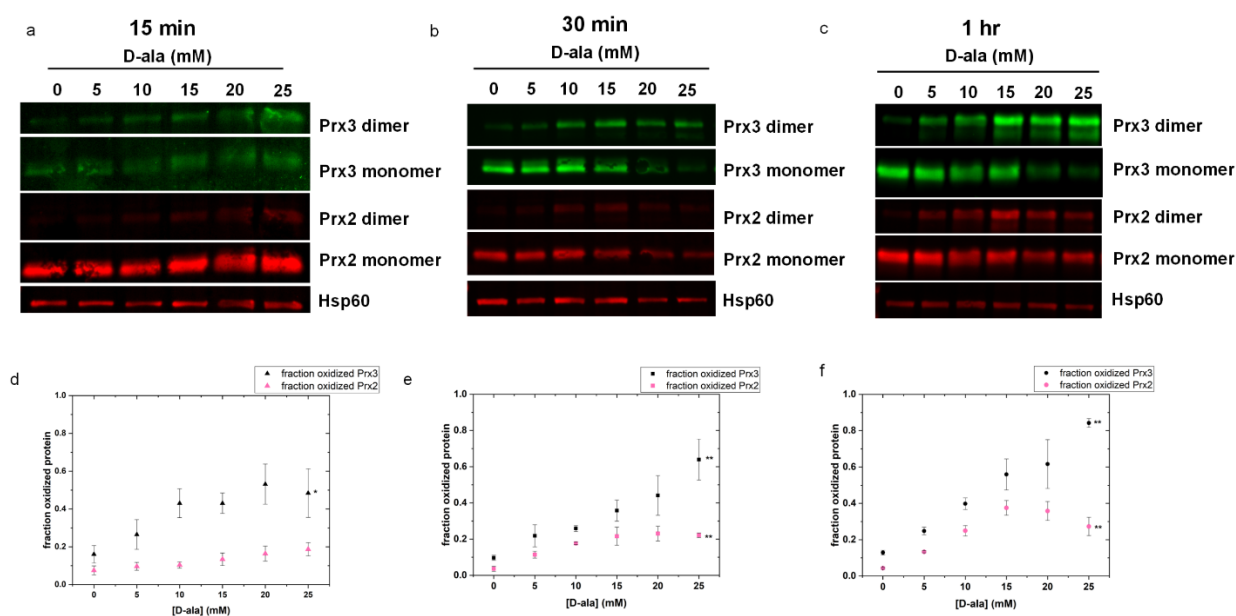 a
15 min
D-ala (mM)
0 5 10 15 20 25
Prx3 dimer
Prx3 monomer
Prx2 dimer
Prx2 monomer
Hsp60
b
30 min
D-ala (mM)
0 5 10 15 20 25
Prx3 dimer
Prx3 monomer
Prx2 dimer
Prx2 monomer
Hsp60
c
1 hr
D-ala (mM)
0 5 10 15 20 25
Prx3 dimer
Prx3 monomer
Prx2 dimer
Prx2 monomer
Hsp60
d
fraction oxidized Prx3
fraction oxidized Prx2
fraction oxidized protein
1.0
0.8
0.6
0.4
0.2
0.0
*
0 5 10 15 20 25
[D-ala] (mM)
e
fraction oxidized Prx3
fraction oxidized Prx2
fraction oxidized protein
1.0
0.8
0.6
0.4
0.2
0.0
**
**
0 5 10 15 20 25
[D-ala] (mM)
f
fraction oxidized Prx3
fraction oxidized Prx2
fraction oxidized protein
1.0
0.8
0.6
0.4
0.2
0.0
**
**
0 5 10 15 20 25
[D-ala] (mM)